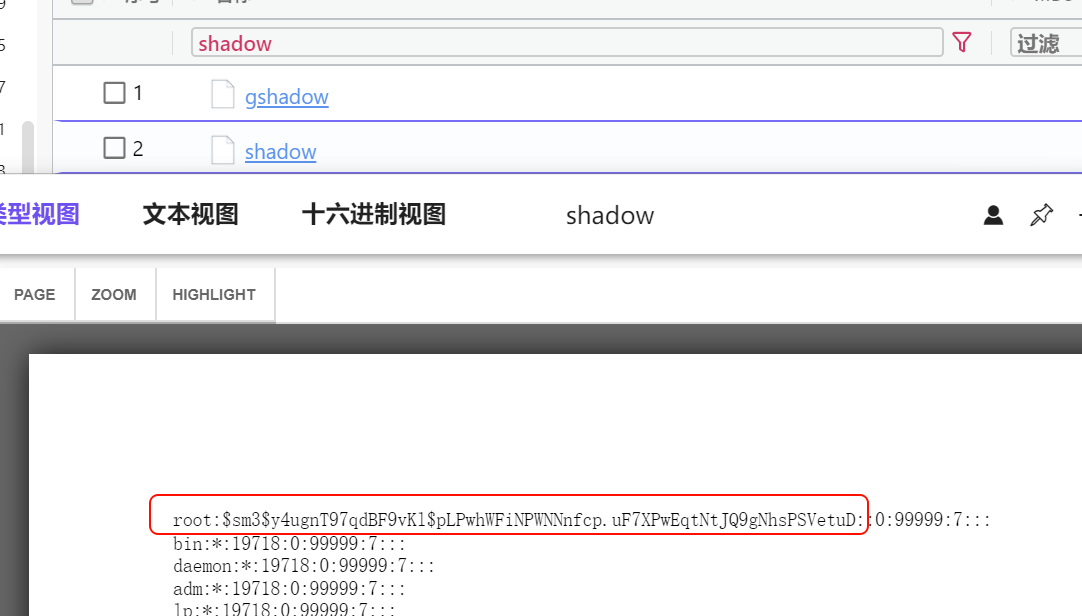 shadow
过滤
1
gshadow
2
shadow
类型视图 文本视图 十六进制视图 shadow
PAGE ZOOM HIGHLIGHT
root:$sm3$y4ugnT97qdBF9vKl$pLPwhWFiNPWNNnfcp.uF7XPwEqtNtJQ9gNhsPSVetuD::0:99999:7:::
bin:*:19718:0:99999:7:::
daemon:*:19718:0:99999:7:::
adm:*:19718:0:99999:7:::
lp:*:19718:0:99999:7:::